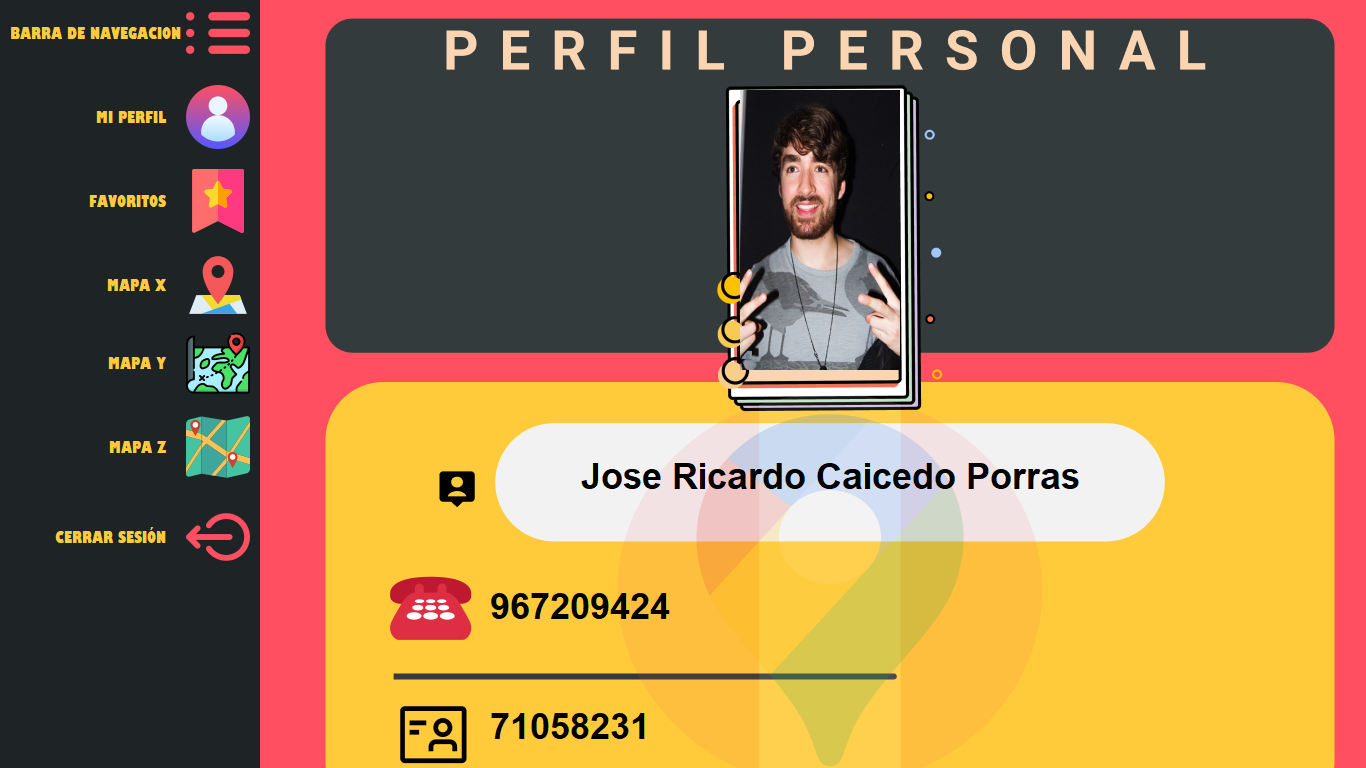 BARRA DE NAVEGACION
MI PERFIL
FAVORITOS
MAPA X
MAPA Y
MAPA Z
CERRAR SESIÓN
PERFIL PERSONAL
Jose Ricardo Caicedo Porras
967209424
71058231